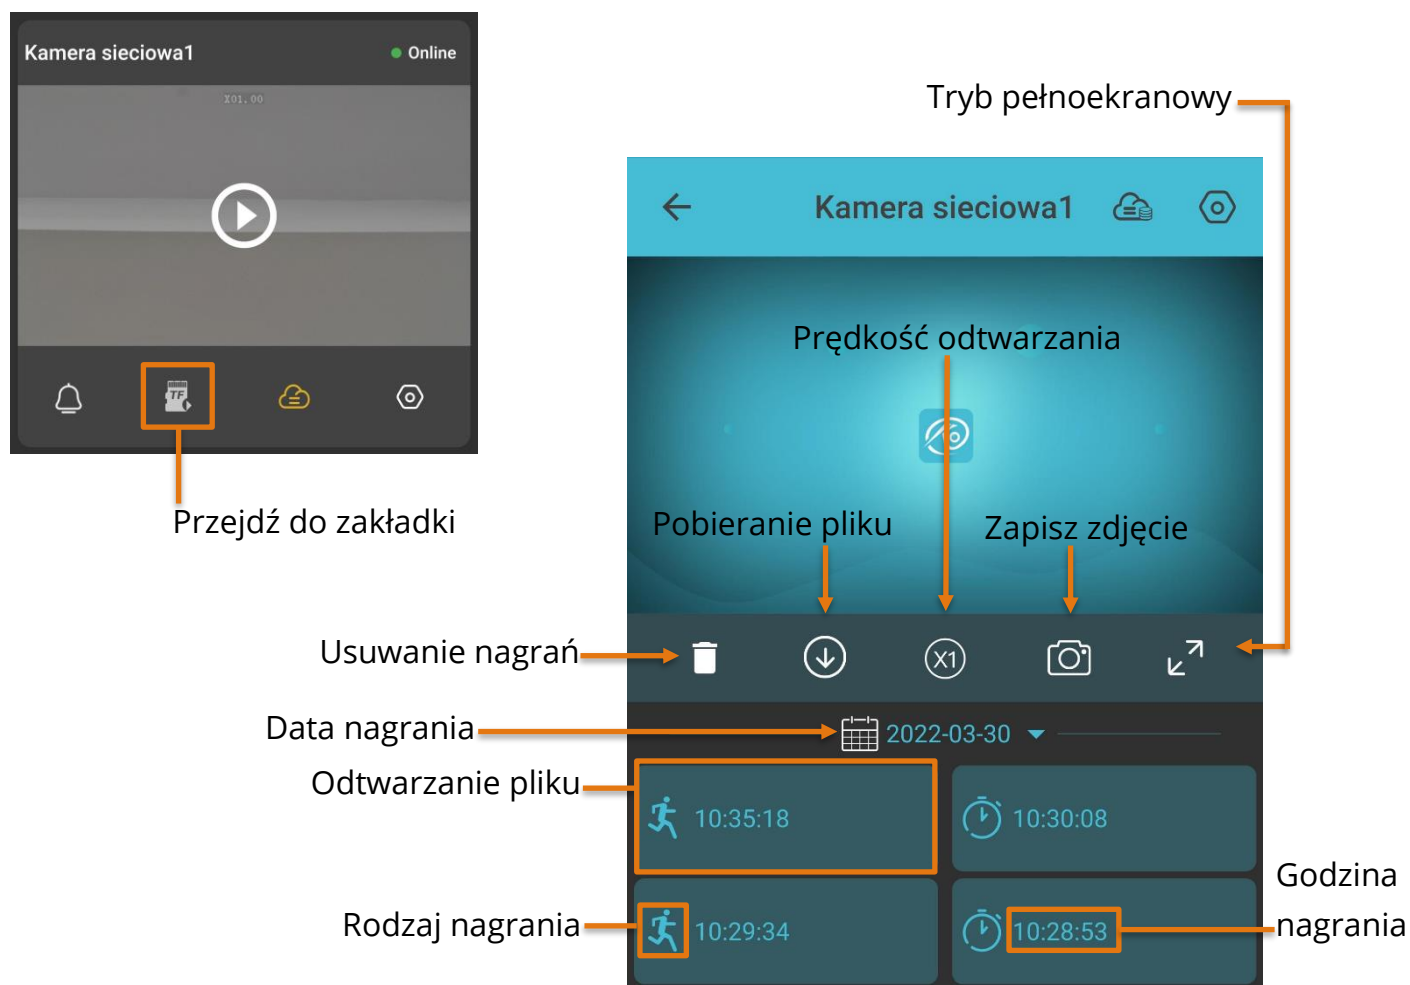 Kamera sieciowa1
Online
X01.00
TF
Przejdź do zakładki
Tryb pełnoekranowy
Kamera sieciowa1
Prędkość odtwarzania
Pobieranie pliku
Zapisz zdjęcie
Usuwanie nagrań
X1
Data nagrania
2022-03-30
Odtwarzanie pliku
10:35:18
10:30:08
Rodzaj nagrania
10:29:34
10:28:53
Godzina
nagrania